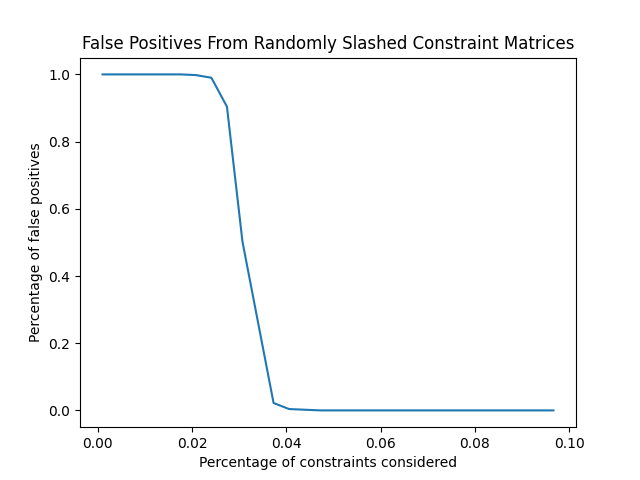 False Positives From Randomly Slashed Constraint Matrices
1.0
0.8
0.6
0.4
0.2
0.0
Percentage of false positives
0.00 0.02 0.04 0.06 0.08 0.10
Percentage of constraints considered